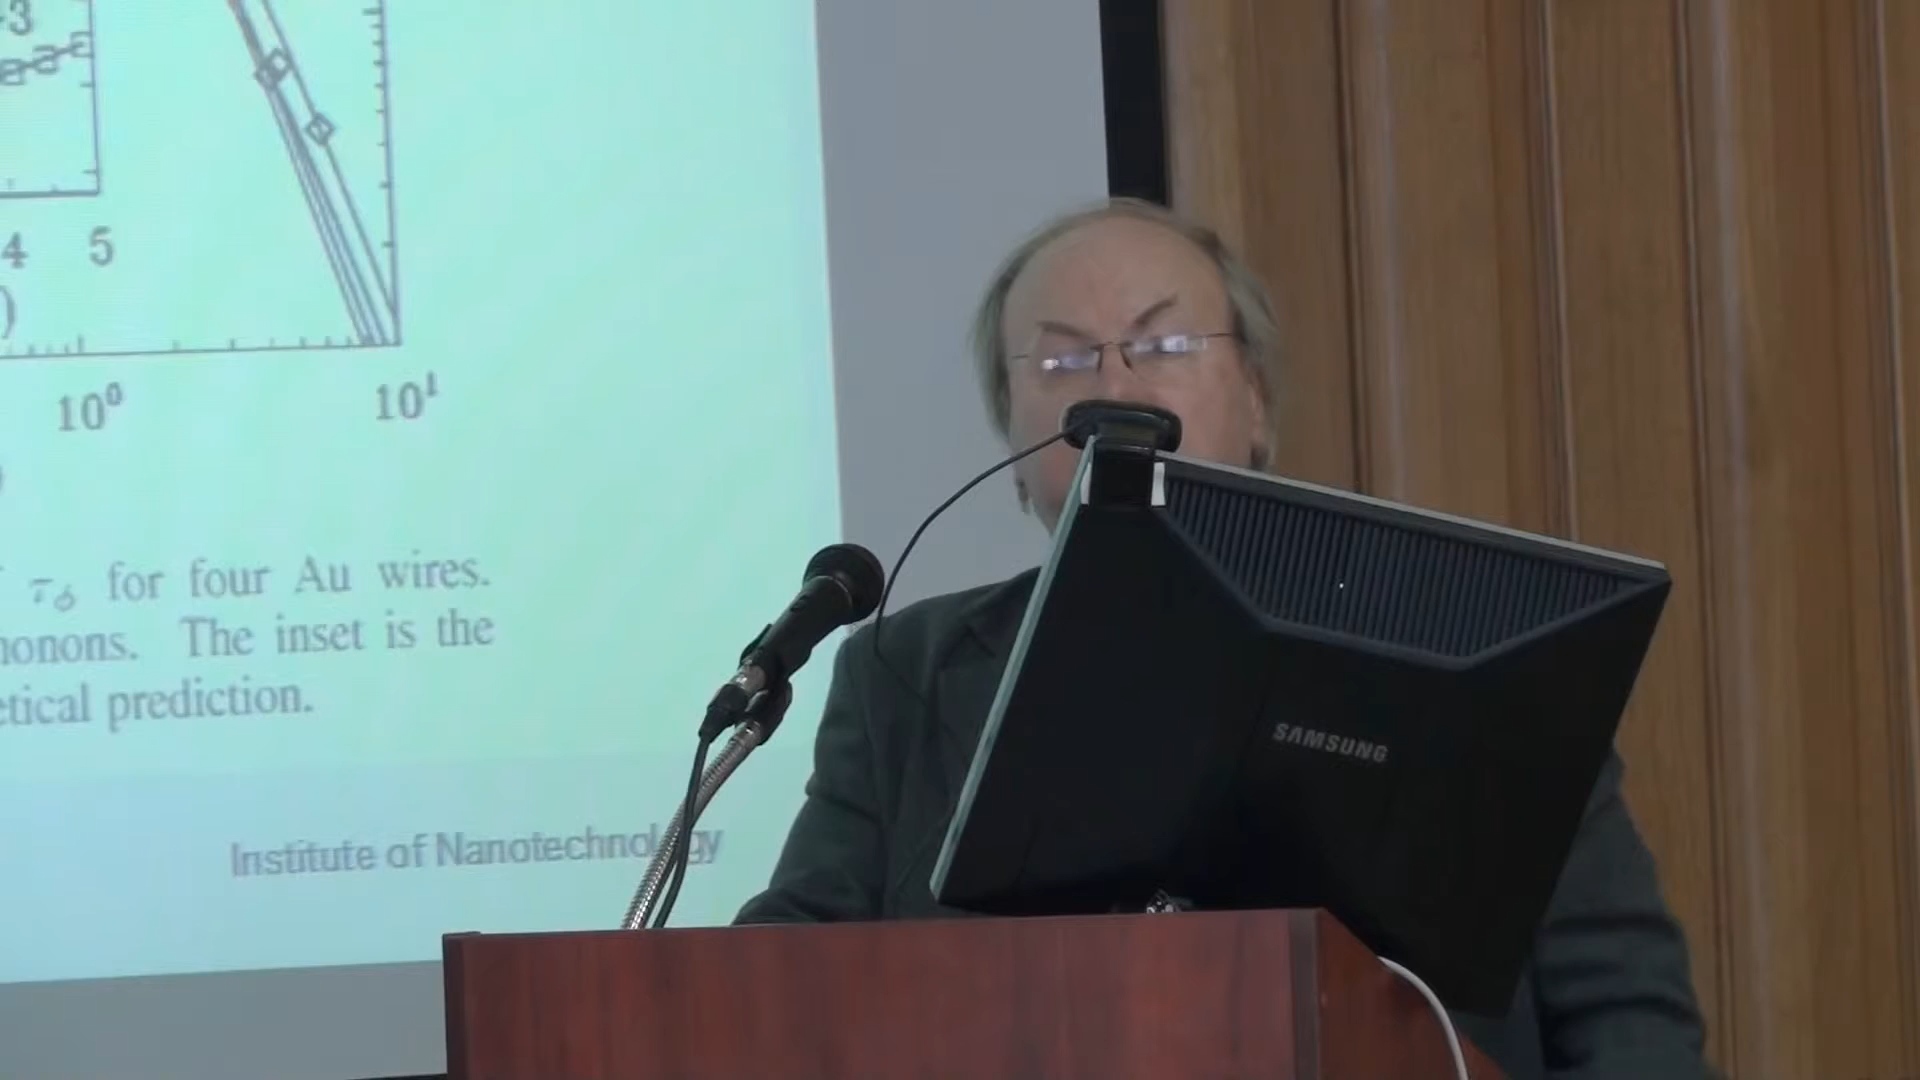 3
4 5
)
10⁰ 10¹
τϕ for four Au wires.
honons. The inset is the
etical prediction.
SAMSUNG
Institute of Nanotechnology